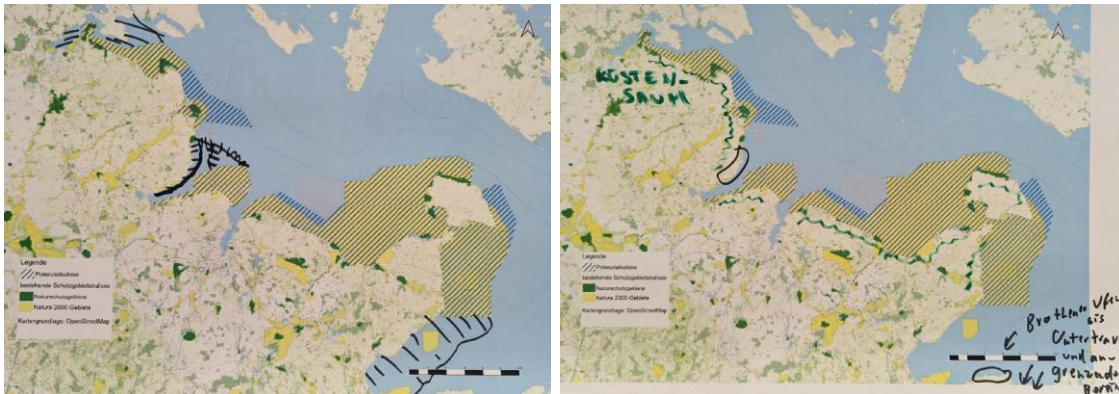 Legende
Potenzialkulisse
bestehende Schutzgebietskulisse
Naturschutzgebiete
Natura 2000-Gebiete
Kartengrundlage: OpenStreetMap
KÜSTEN-
SAUM
Legende
Potenzialkulisse
bestehende Schutzgebietskulisse
Naturschutzgebiete
Natura 2000-Gebiete
Kartengrundlage: OpenStreetMap
Brothener Ufer
bis
Untertrave
und an-
grenzende